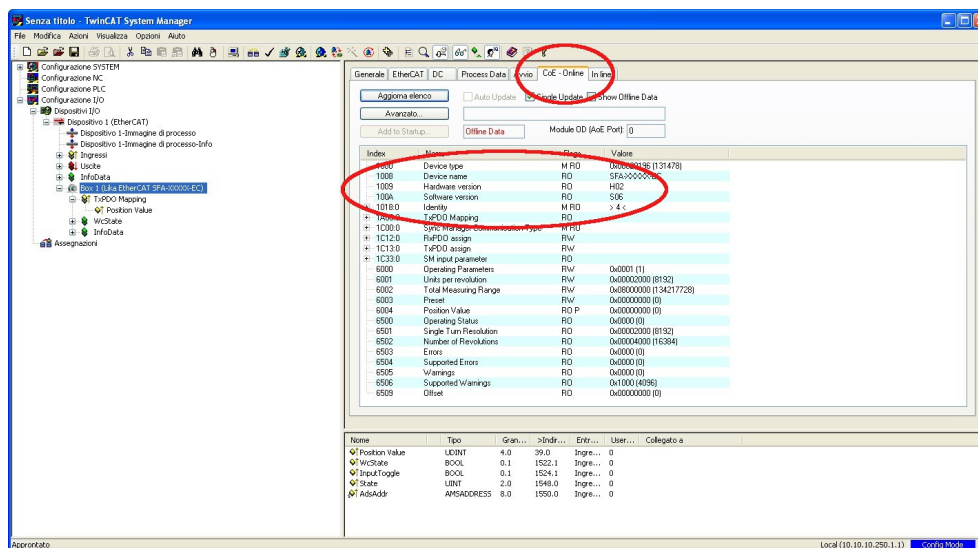 Senza titolo - TwinCAT System Manager
File Modifica Azioni Visualizza Opzioni Aiuto
Configurazione SYSTEM
Configurazione NC
Configurazione PLC
Configurazione I/O
Dispositivi I/O
Dispositivo 1 (EtherCAT)
Dispositivo 1-Immagine di processo
Dispositivo 1-Immagine di processo-Info
Ingressi
Uscite
InfoData
Box 1 (Lika EtherCAT SFA-XXXXX-EC)
TxPDO Mapping
Position Value
WcState
InfoData
Assegnazioni
Generale EtherCAT DC Process Data Avvio CoE - Online In linea
Aggiorna elenco Auto Update Single Update Show Offline Data
Avanzato...
Add to Startup... Offline Data Module OD (AoE Port): 0
Index Name Flags Valore
1000 Device type M RO (131478)
1008 Device name RO
1009 Hardware version RO H02
100A Software version RO S06
1018:0 Identity M RO > 4 <
1A00:0 TxPDO Mapping RO
1C00:0 Sync Manager Communication Type M RO
1C12:0 RxPDO assign RW
1C13:0 TxPDO assign RW
1C33:0 SM input parameter RO
6000 Operating Parameters RW 0x0001 (1)
6001 Units per revolution RW 0x00002000 (8192)
6002 Total Measuring Range RW 0x08000000 (134217728)
6003 Preset RW 0x00000000 (0)
6004 Position Value RO P 0x00000000 (0)
6500 Operating Status RO 0x0000 (0)
6501 Single Turn Resolution RO 0x00002000 (8192)
6502 Number of Revolutions RO 0x00004000 (16384)
6503 Errors RO 0x0000 (0)
6504 Supported Errors RO 0x0000 (0)
6505 Warnings RO 0x0000 (0)
6506 Supported Warnings RO 0x1000 (4096)
6509 Offset RO 0x00000000 (0)
Nome Tipo Gran... >Indir... Entr... User... Collegato a
Position Value UDINT 4.0 39.0 Ingre... 0
WcState BOOL 0.1 1522.1 Ingre... 0
InputToggle BOOL 0.1 1524.1 Ingre... 0
State UINT 2.0 1548.0 Ingre... 0
AdsAddr AMSADDRESS 8.0 1550.0 Ingre... 0
Approntato Local (10.10.10.250.1.1) Config Mode